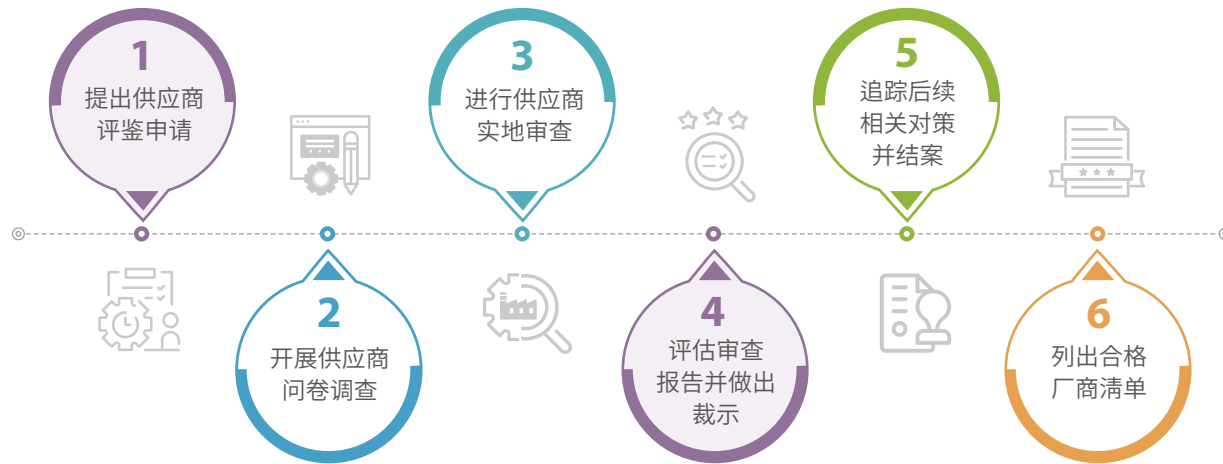 1
提出供应商
评鉴申请
2
开展供应商
问卷调查
3
进行供应商
实地审查
4
评估审查
报告并做出
裁示
5
追踪后续
相关对策
并结案
6
列出合格
厂商清单